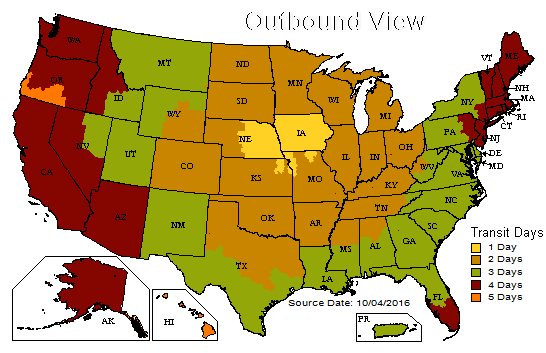 Outbound View
WA
MT
ND
MN
VT
ME
OR
ID
SD
WI
MI
NY
NH
MA
WY
RI
CT
NV
NE
IA
PA
NJ
UT
CO
IL
IN
OH
DE
MD
CA
KS
MO
WV
VA
KY
AZ
NM
OK
AR
TN
NC
SC
TX
MS
AL
GA
LA
FL
Transit Days
1 Day
2 Days
3 Days
4 Days
5 Days
Source Date: 10/04/2016
AK
HI
PR